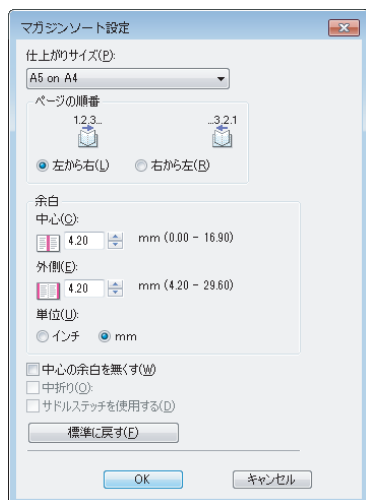 マガジンソート設定
仕上がりサイズ(P):
A5 on A4
ページの順番
1.2.3... ...3.2.1
左から右(L) 右から左(R)
余白
中心(C):
4.20 mm (0.00 - 16.90)
外側(E):
4.20 mm (4.20 - 29.60)
単位(U):
インチ mm
中心の余白を無くす(W)
中折り(O):
サドルステッチを使用する(D)
標準に戻す(F)
OK キャンセル